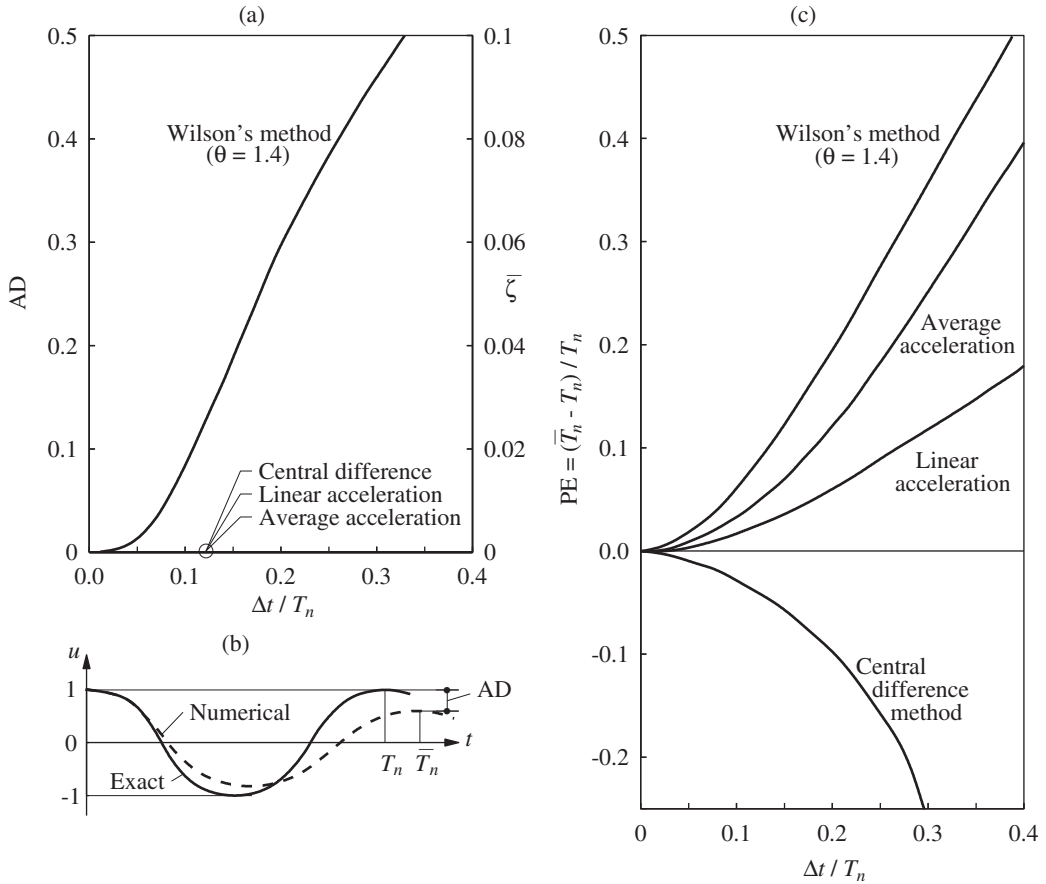 (a)
0.5
0.4
0.3
0.2
0.1
0
AD
0.1
0.08
0.06
0.04
0.02
0
ζ̅
Wilson's method
(θ = 1.4)
Central difference
Linear acceleration
Average acceleration
0.0
0.1
0.2
0.3
0.4
Δt / Tₙ
(b)
u
1
0
-1
Numerical
Exact
AD
t
Tₙ
T̅ₙ
(c)
0.5
0.4
0.3
0.2
0.1
0.0
-0.1
-0.2
PE = (T̅ₙ - Tₙ) / Tₙ
Wilson's method
(θ = 1.4)
Average
acceleration
Linear
acceleration
Central
difference
method
0
0.1
0.2
0.3
0.4
Δt / Tₙ